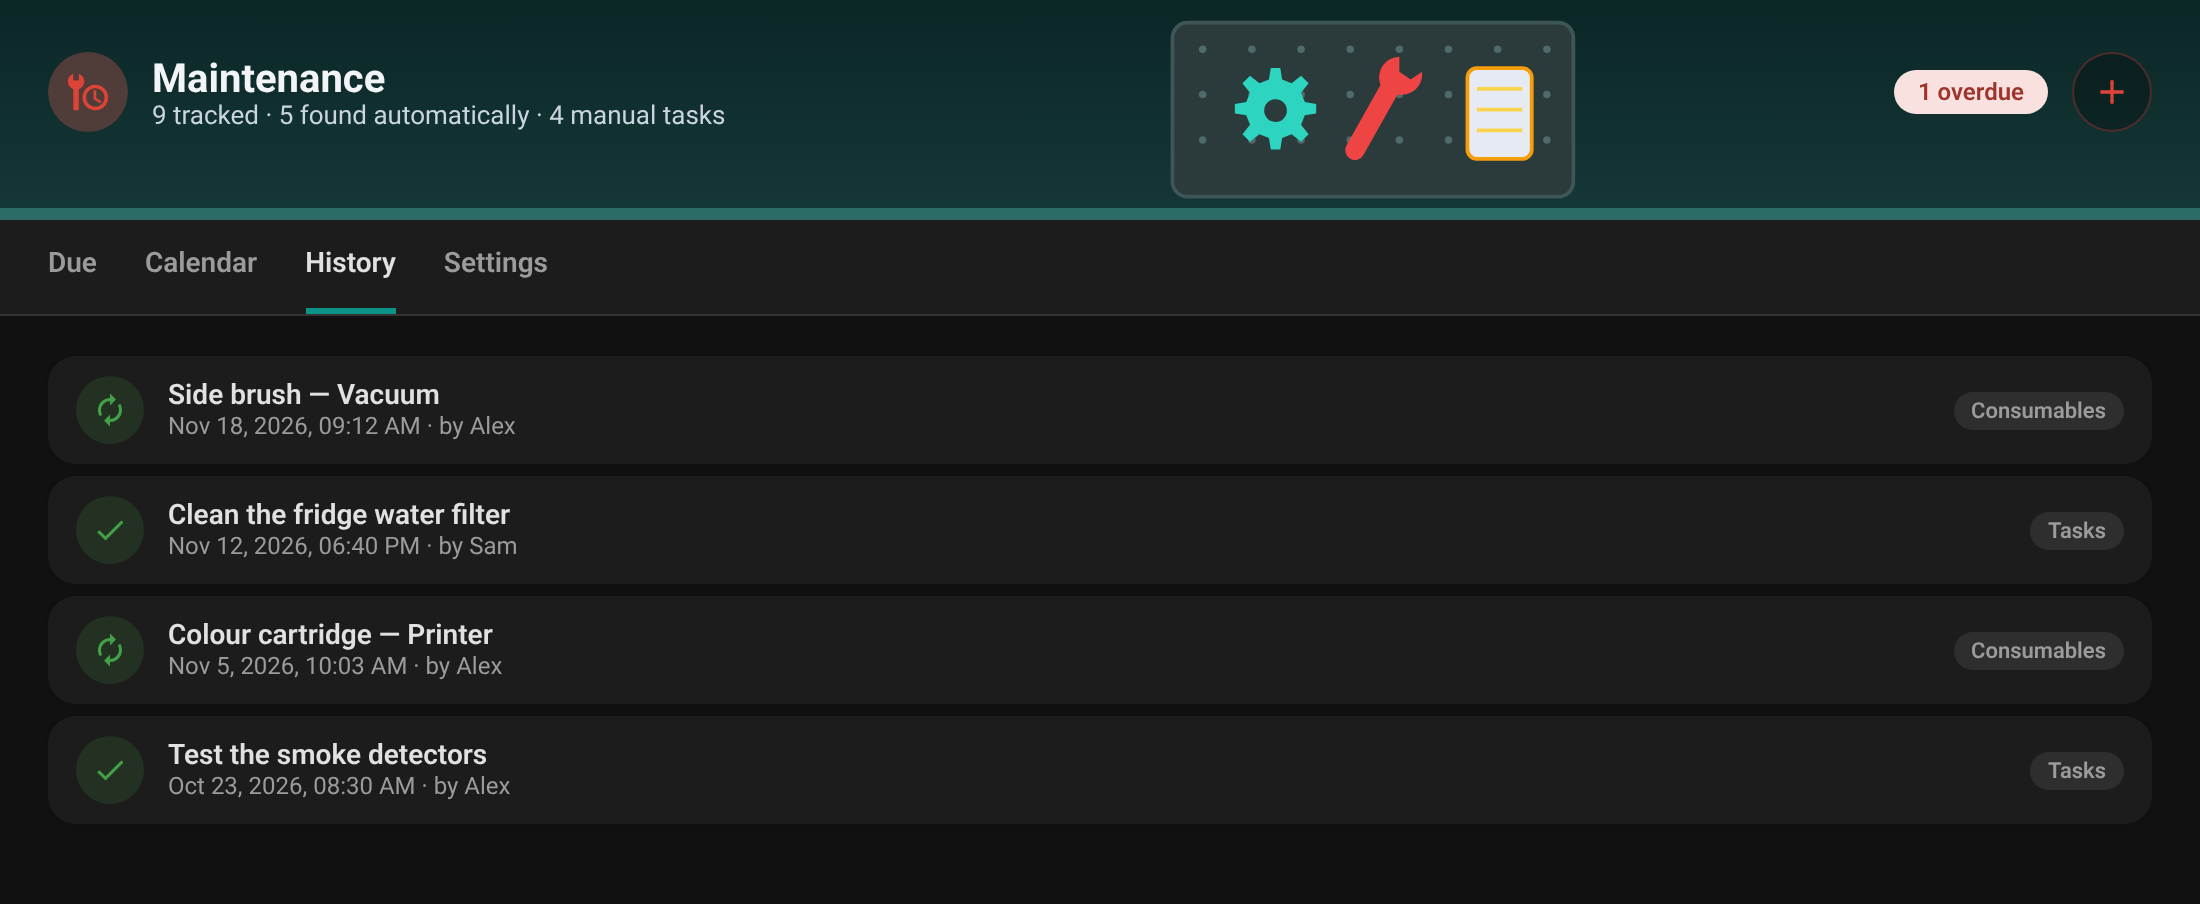 Maintenance
9 tracked · 5 found automatically · 4 manual tasks
1 overdue
Due
Calendar
History
Settings
Side brush — Vacuum
Nov 18, 2026, 09:12 AM · by Alex
Consumables
Clean the fridge water filter
Nov 12, 2026, 06:40 PM · by Sam
Tasks
Colour cartridge — Printer
Nov 5, 2026, 10:03 AM · by Alex
Consumables
Test the smoke detectors
Oct 23, 2026, 08:30 AM · by Alex
Tasks